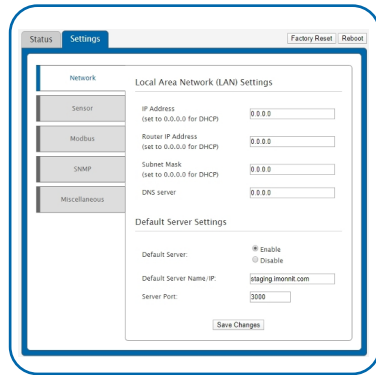 Status Settings Factory Reset Reboot
Network
Sensor
Modbus
SNMP
Miscellaneous
Local Area Network (LAN) Settings
IP Address
(set to 0.0.0.0 for DHCP)
0.0.0.0
Router IP Address
(set to 0.0.0.0 for DHCP)
0.0.0.0
Subnet Mask
(set to 0.0.0.0 for DHCP)
0.0.0.0
DNS server 0.0.0.0
Default Server Settings
Default Server:
Enable
Disable
Default Server Name/IP: staging.imonnit.com
Server Port: 3000
Save Changes